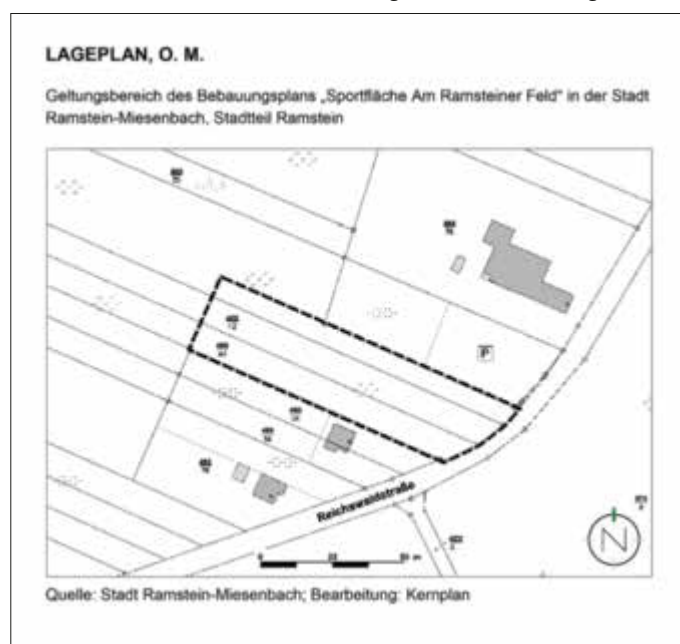 LAGEPLAN, O. M.
Geltungsbereich des Bebauungsplans „Sportfläche Am Ramsteiner Feld“ in der Stadt
Ramstein-Miesenbach, Stadtteil Ramstein
P
Reichswaldstraße
N
0
Quelle: Stadt Ramstein-Miesenbach; Bearbeitung: Kernplan